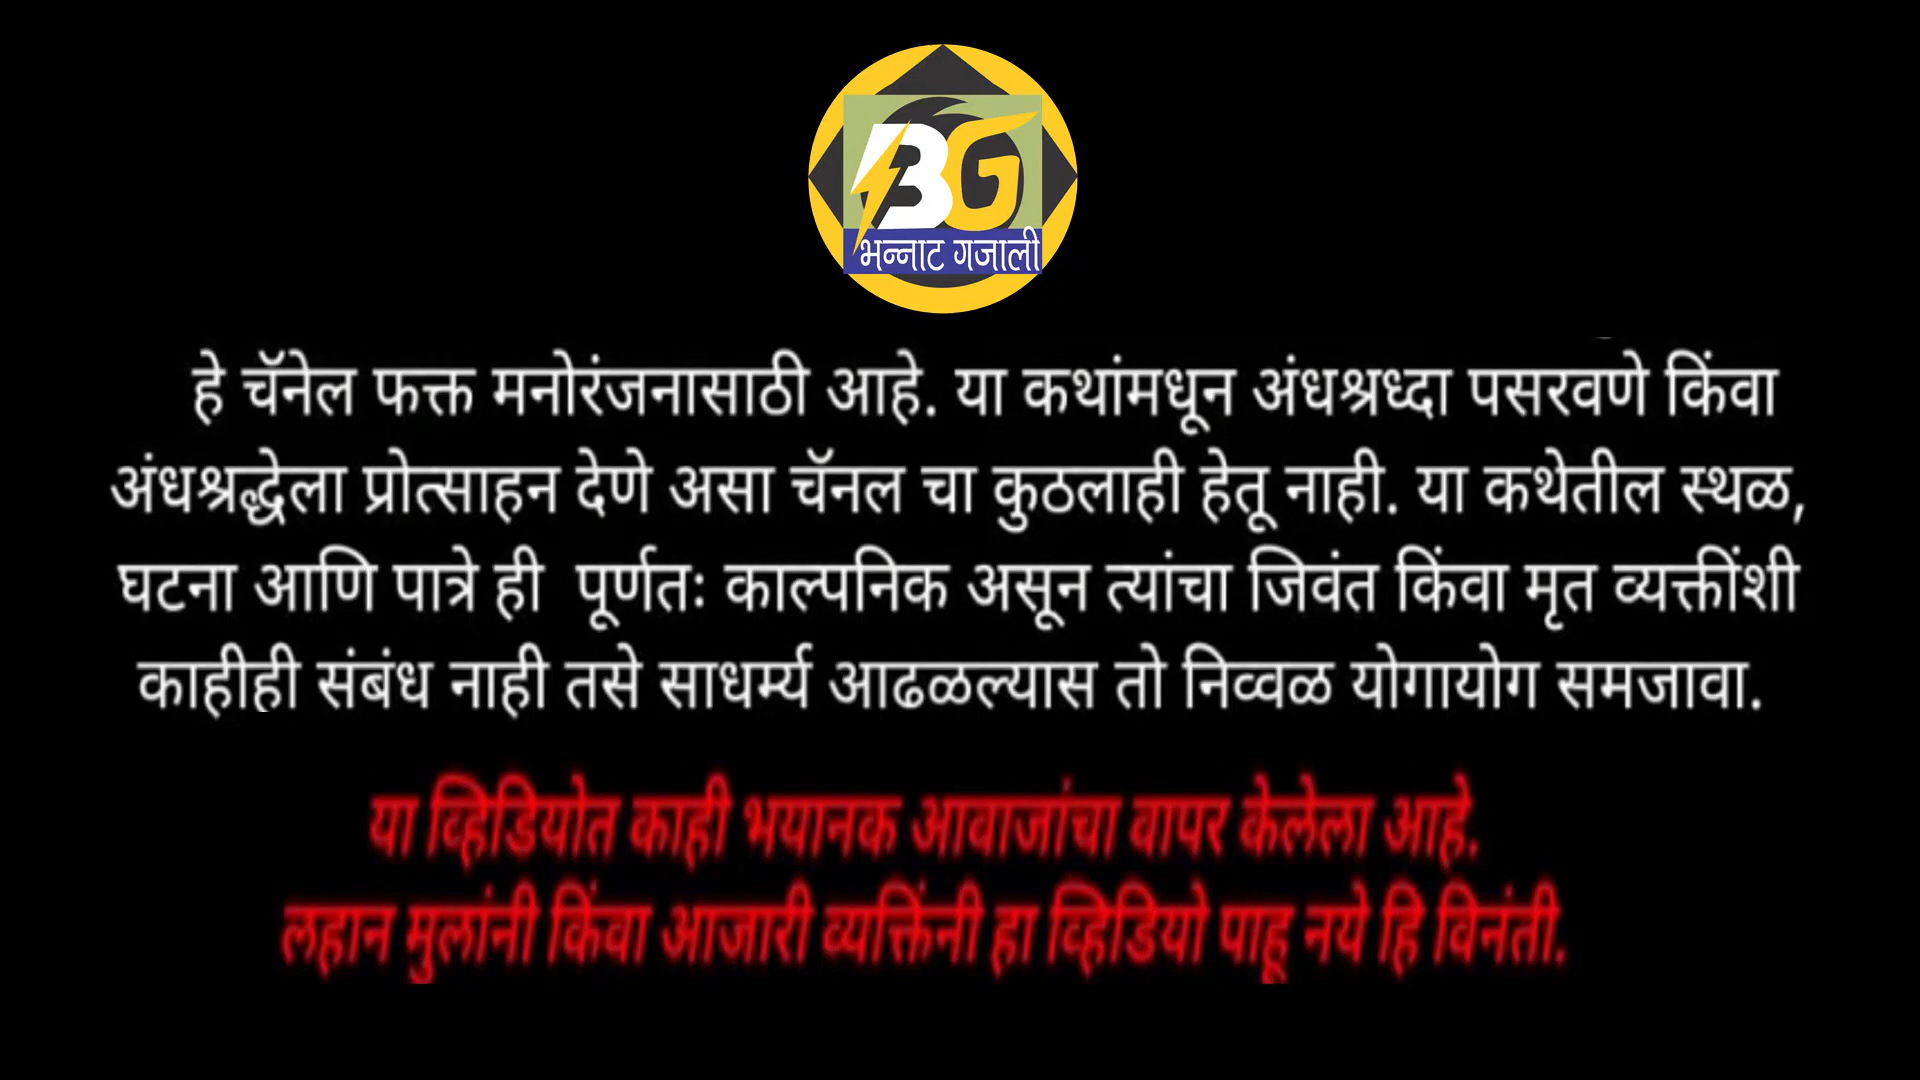 BG
भन्नाट गजाली
हे चॅनेल फक्त मनोरंजनासाठी आहे. या कथांमधून अंधश्रध्दा पसरवणे किंवा
अंधश्रद्धेला प्रोत्साहन देणे असा चॅनल चा कुठलाही हेतू नाही. या कथेतील स्थळ,
घटना आणि पात्रे ही पूर्णतः काल्पनिक असून त्यांचा जिवंत किंवा मृत व्यक्तींशी
काहीही संबंध नाही तसे साधर्म्य आढळल्यास तो निव्वळ योगायोग समजावा.
या व्हिडियोत काही भयानक आवाजांचा वापर केलेला आहे.
लहान मुलांनी किंवा आजारी व्यक्तिंनी हा व्हिडियो पाहू नये हि विनंती.